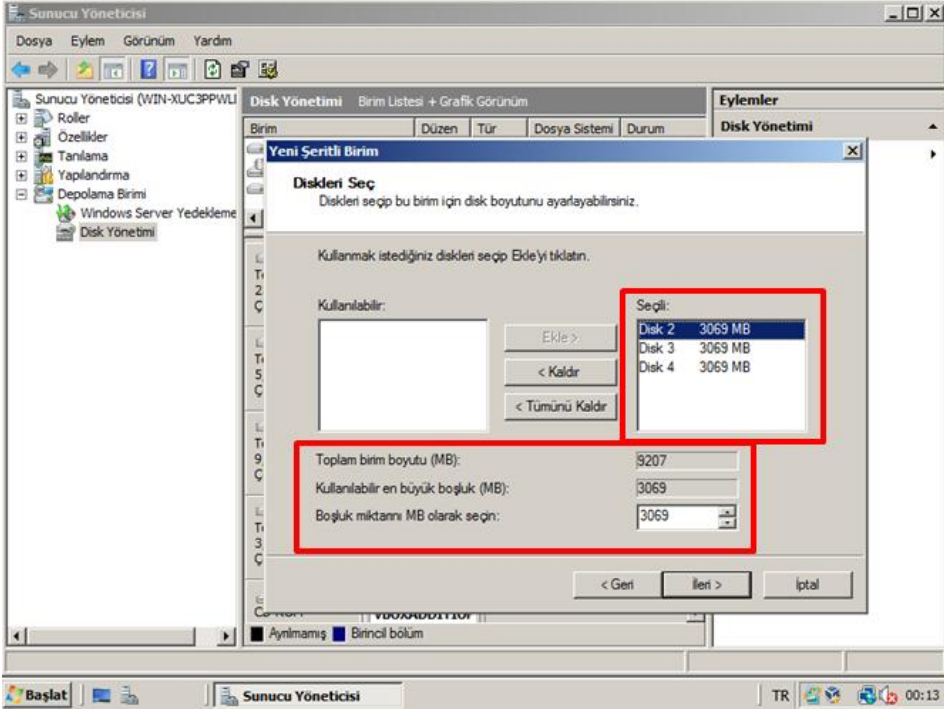 Sunucu Yöneticisi
Dosya Eylem Görünüm Yardım
Sunucu Yöneticisi (WIN-XUC3PPWLI
Roller
Özellikler
Tanılama
Yapılandırma
Depolama Birimi
Windows Server Yedekleme
Disk Yönetimi
Disk Yönetimi Birim Listesi + Grafik Görünüm
Birim Düzen Tür Dosya Sistemi Durum
Eylemler
Disk Yönetimi
Yeni Şeritli Birim
Diskleri Seç
Diskleri seçip bu birim için disk boyutunu ayarlayabilirsiniz.
Kullanmak istediğiniz diskleri seçip Ekle'yi tıklatın.
Kullanılabilir:
Seçili:
Ekle >
< Kaldır
< Tümünü Kaldır
Disk 2 3069 MB
Disk 3 3069 MB
Disk 4 3069 MB
Toplam birim boyutu (MB): 9207
Kullanılabilir en büyük boşluk (MB): 3069
Boşluk miktarını MB olarak seçin: 3069
< Geri İleri > İptal
Ayrılmamış Birincil bölüm
Başlat Sunucu Yöneticisi TR 00:13